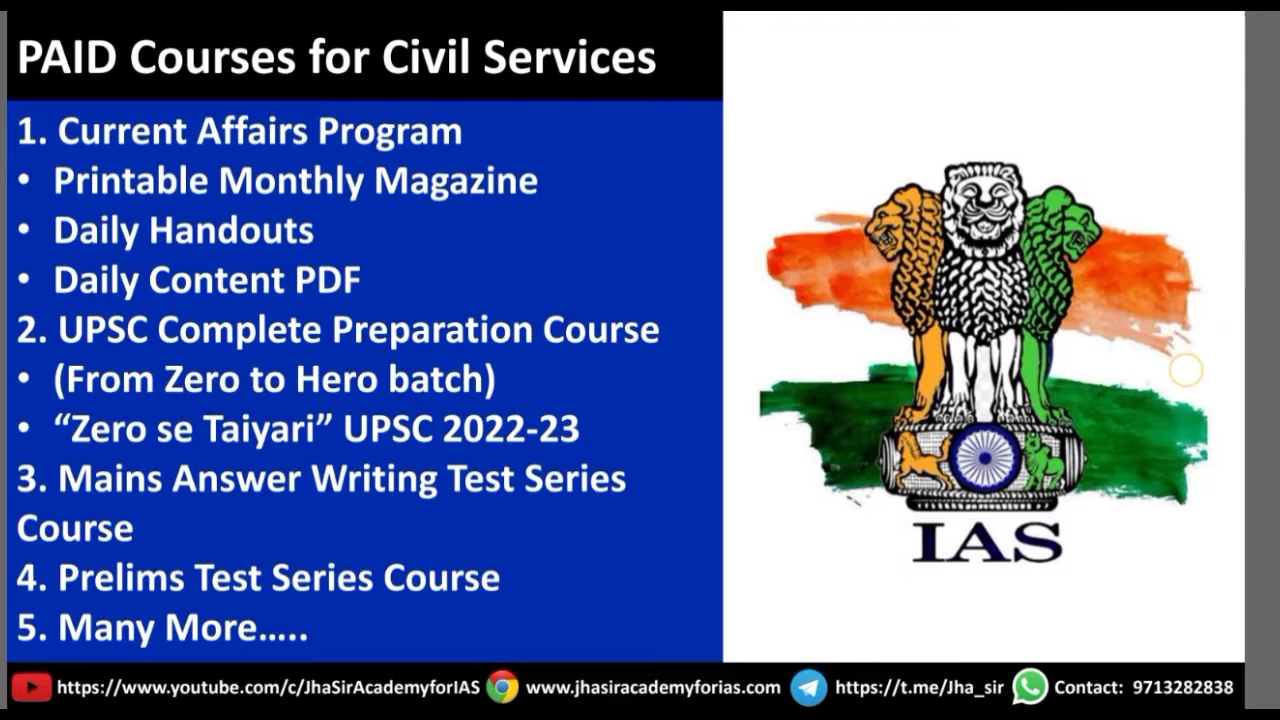 PAID Courses for Civil Services
1. Current Affairs Program
• Printable Monthly Magazine
• Daily Handouts
• Daily Content PDF
2. UPSC Complete Preparation Course
• (From Zero to Hero batch)
• “Zero se Taiyari” UPSC 2022-23
3. Mains Answer Writing Test Series
Course
4. Prelims Test Series Course
5. Many More…..
IAS
https://www.youtube.com/c/JhaSirAcademyforIAS www.jhasiracademyforias.com https://t.me/Jha_sir Contact: 9713282838